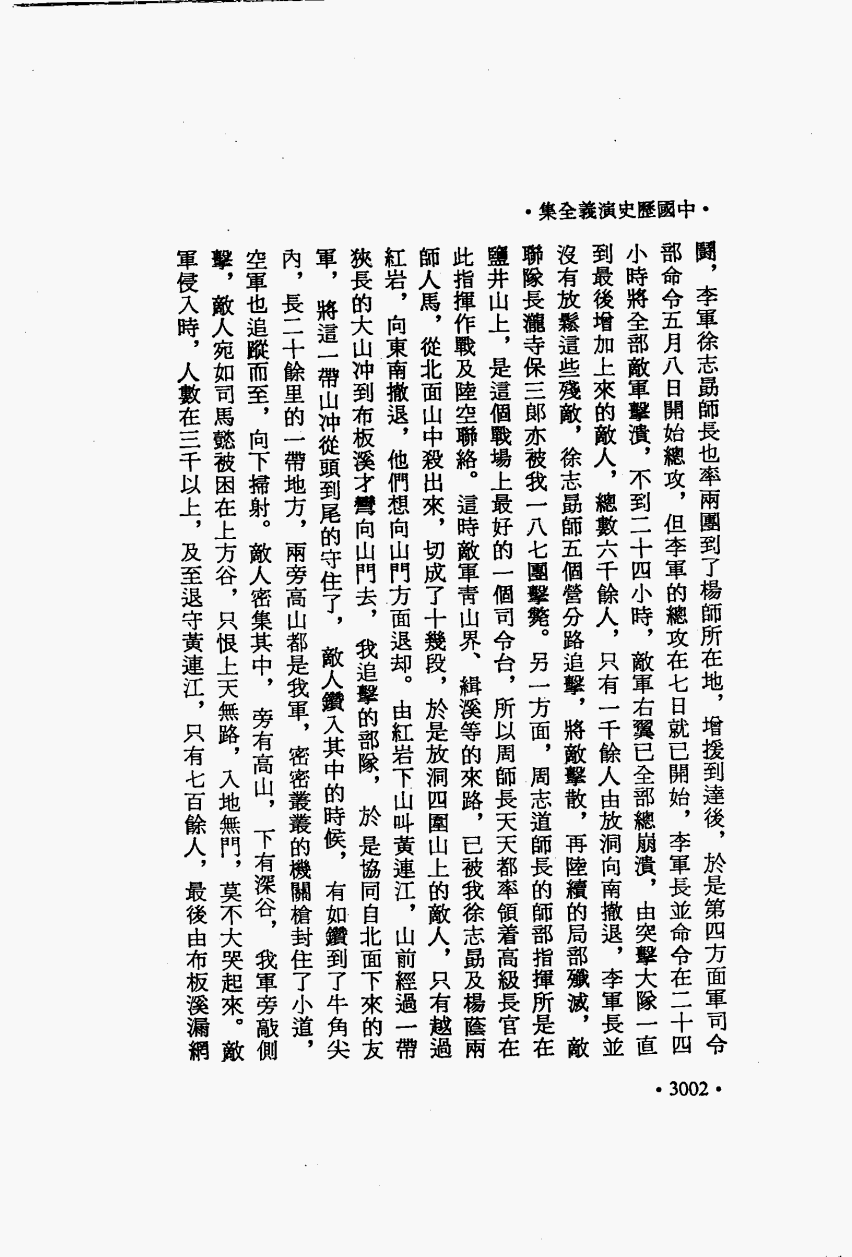 ·中國歷史演義全集·
鬪，李軍徐志勗師長也率兩團到了楊師所在地，增援到達後，於是第四方面軍司令
部命令五月八日開始總攻，但李軍的總攻在七日就已開始，李軍長並命令在二十四
小時將全部敵軍擊潰，不到二十四小時，敵軍右翼已全部總崩潰，由突擊大隊一直
到最後增加上來的敵人，總數六千餘人，只有一千餘人由放洞向南撤退，李軍長並
沒有放鬆這些殘敵，徐志勗師五個營分路追擊，將敵擊散，再陸續的局部殲滅，敵
聯隊長瀧寺保三郎亦被我一八七團擊斃。另一方面，周志道師長的師部指揮所是在
鹽井山上，是這個戰場上最好的一個司令台，所以周師長天天都率領着高級長官在
此指揮作戰及陸空聯絡。這時敵軍青山界、緝溪等的來路，已被我徐志勗及楊蔭兩
師人馬，從北面山中殺出來，切成了十幾段，於是放洞四圍山上的敵人，只有越過
紅岩，向東南撤退，他們想向山門方面退却。由紅岩下山叫黃連江，山前經過一帶
狹長的大山冲到布板溪才彎向山門去，我追擊的部隊，於是協同自北面下來的友
軍，將這一帶山冲從頭到尾的守住了，敵人鑽入其中的時候，有如鑽到了牛角尖
內，長二十餘里的一帶地方，兩旁高山都是我軍，密密叢叢的機關槍封住了小道，
空軍也追蹤而至，向下掃射。敵人密集其中，旁有高山，下有深谷，我軍旁敲側
擊，敵人宛如司馬懿被困在上方谷，只恨上天無路，入地無門，莫不大哭起來。敵
軍侵入時，人數在三千以上，及至退守黃連江，只有七百餘人，最後由布板溪漏網
·3002·